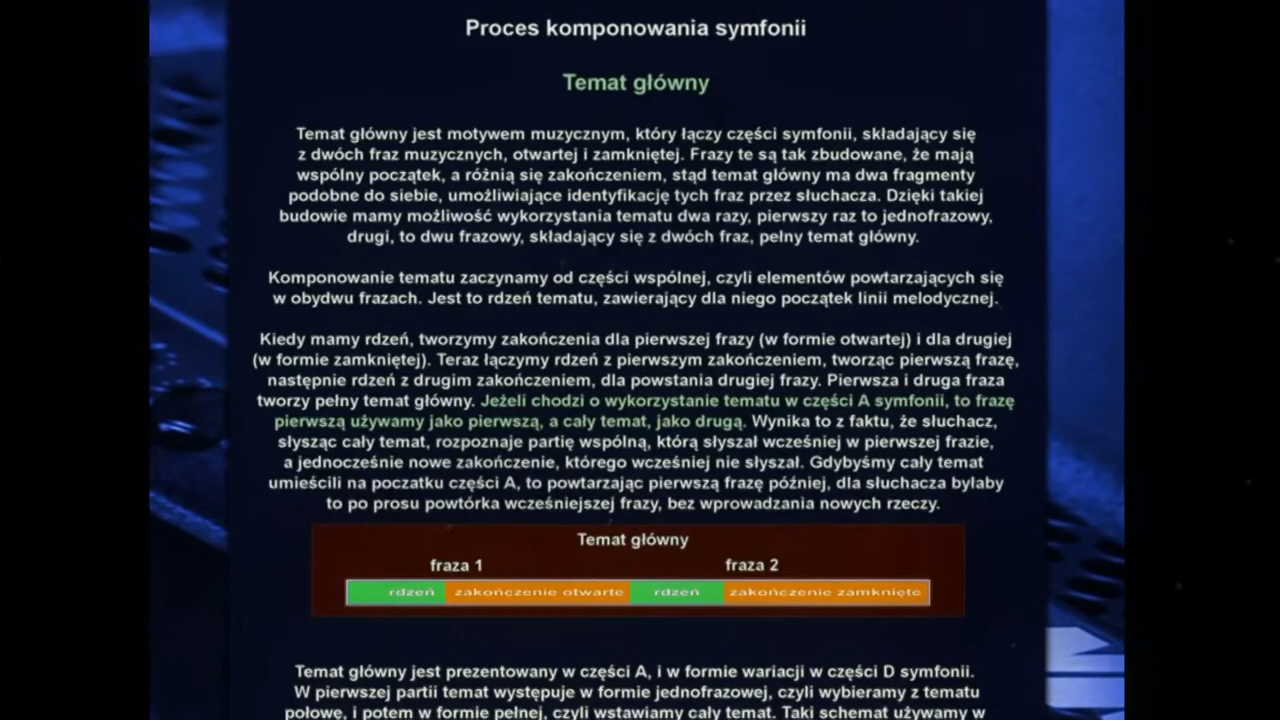 Proces komponowania symfonii
Temat główny
Temat główny jest motywem muzycznym, który łączy części symfonii, składający się
z dwóch fraz muzycznych, otwartej i zamkniętej. Frazy te są tak zbudowane, że mają
wspólny początek, a różnią się zakończeniem, stąd temat główny ma dwa fragmenty
podobne do siebie, umożliwiające identyfikację tych fraz przez słuchacza. Dzięki takiej
budowie mamy możliwość wykorzystania tematu dwa razy, pierwszy raz to jednofrazowy,
drugi, to dwu frazowy, składający się z dwóch fraz, pełny temat główny.
Komponowanie tematu zaczynamy od części wspólnej, czyli elementów powtarzających się
w obydwu frazach. Jest to rdzeń tematu, zawierający dla niego początek linii melodycznej.
Kiedy mamy rdzeń, tworzymy zakończenia dla pierwszej frazy (w formie otwartej) i dla drugiej
(w formie zamkniętej). Teraz łączymy rdzeń z pierwszym zakończeniem, tworząc pierwszą frazę,
następnie rdzeń z drugim zakończeniem, dla powstania drugiej frazy. Pierwsza i druga fraza
tworzy pełny temat główny. Jeżeli chodzi o wykorzystanie tematu w części A symfonii, to frazę
pierwszą używamy jako pierwszą, a cały temat, jako drugą. Wynika to z faktu, że słuchacz,
słysząc cały temat, rozpoznaje partię wspólną, którą słyszał wcześniej w pierwszej frazie,
a jednocześnie nowe zakończenie, którego wcześniej nie słyszał. Gdybyśmy cały temat
umieścili na poczatku części A, to powtarzając pierwszą frazę później, dla słuchacza byłaby
to po prosu powtórka wcześniejszej frazy, bez wprowadzania nowych rzeczy.
Temat główny
fraza 1 fraza 2
rdzeń zakończenie otwarte rdzeń zakończenie zamknięte
Temat główny jest prezentowany w części A, i w formie wariacji w części D symfonii.
W pierwszej partii temat występuje w formie jednofrazowej, czyli wybieramy z tematu
połowę, i potem w formie pełnej, czyli wstawiamy cały temat. Taki schemat używamy w